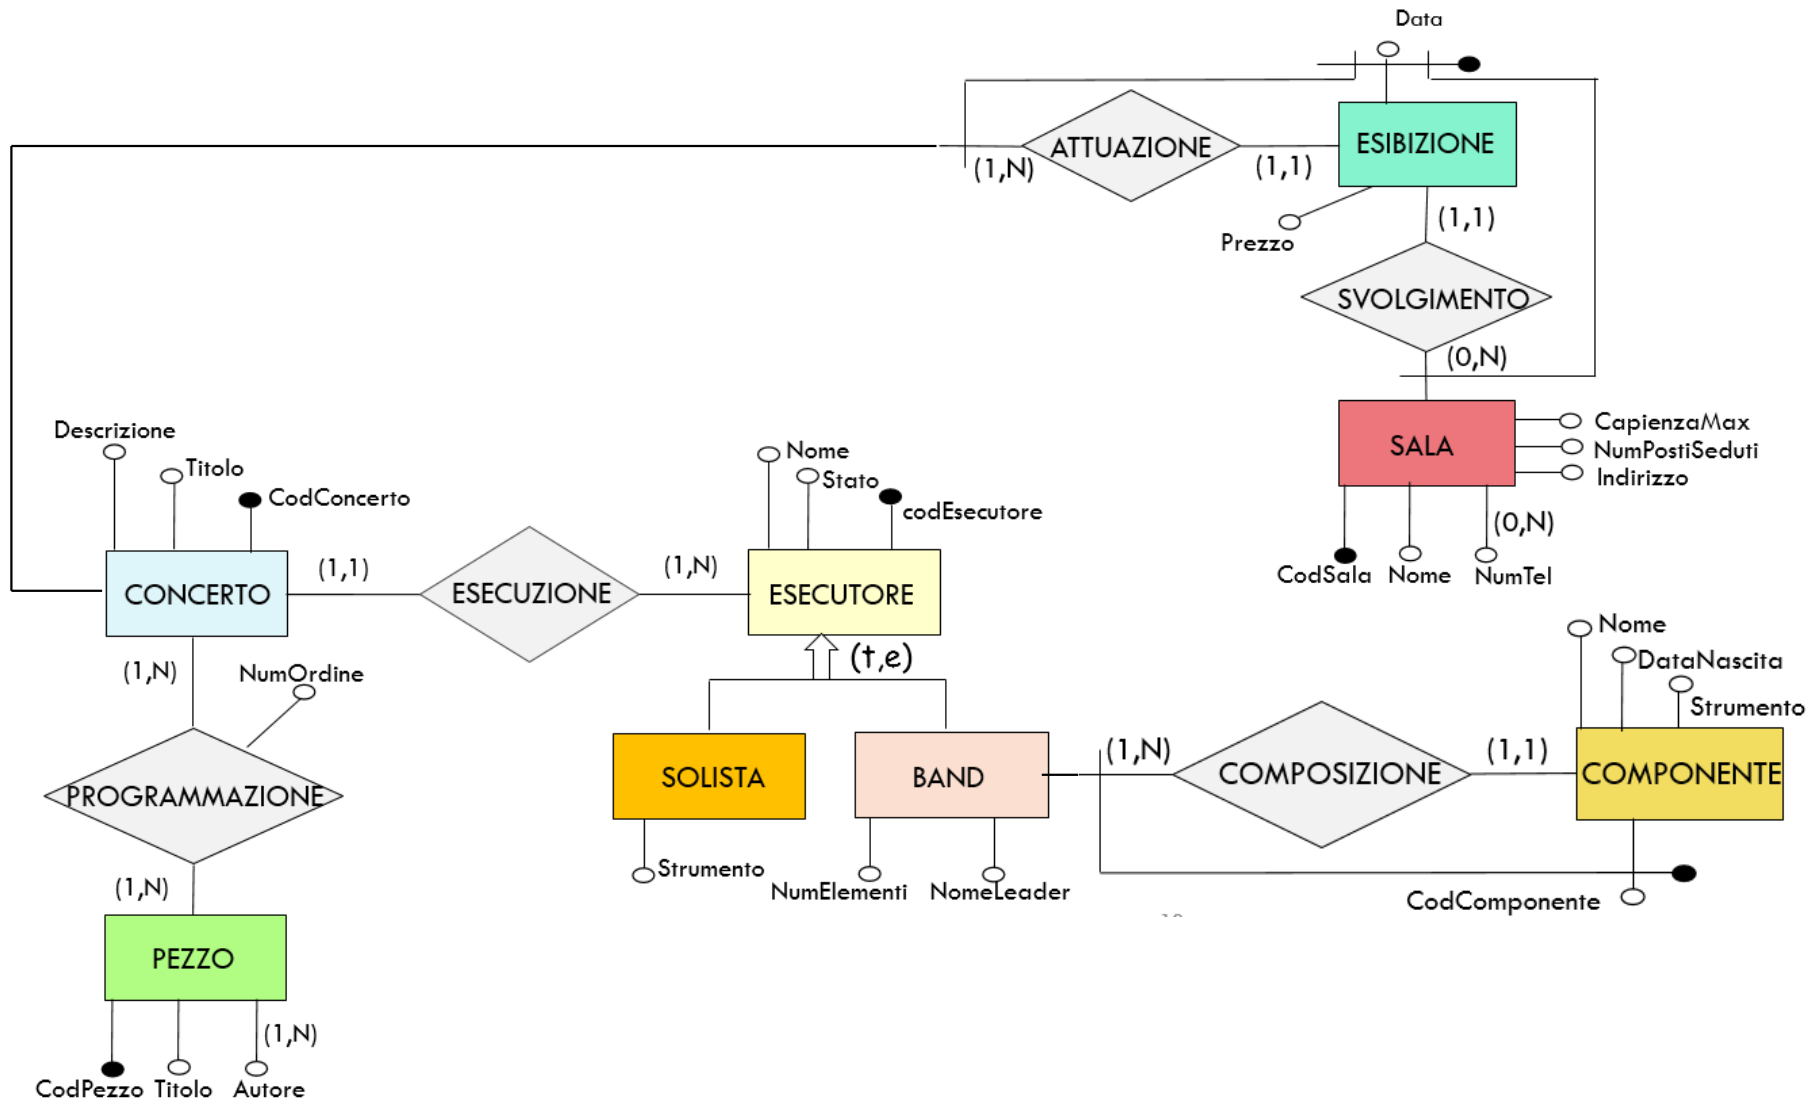 Data
ATTUAZIONE
ESIBIZIONE
(1,N)
(1,1)
Prezzo
(1,1)
SVOLGIMENTO
(0,N)
SALA
CapienzaMax
NumPostiSeduti
Indirizzo
(0,N)
CodSala
Nome
NumTel
Descrizione
Titolo
CodConcerto
CONCERTO
(1,1)
ESECUZIONE
(1,N)
Nome
Stato
codEsecutore
ESECUTORE
(t,e)
(1,N)
NumOrdine
PROGRAMMAZIONE
(1,N)
PEZZO
(1,N)
CodPezzo
Titolo
Autore
SOLISTA
Strumento
BAND
NumElementi
NomeLeader
(1,N)
COMPOSIZIONE
(1,1)
Nome
DataNascita
Strumento
COMPONENTE
CodComponente